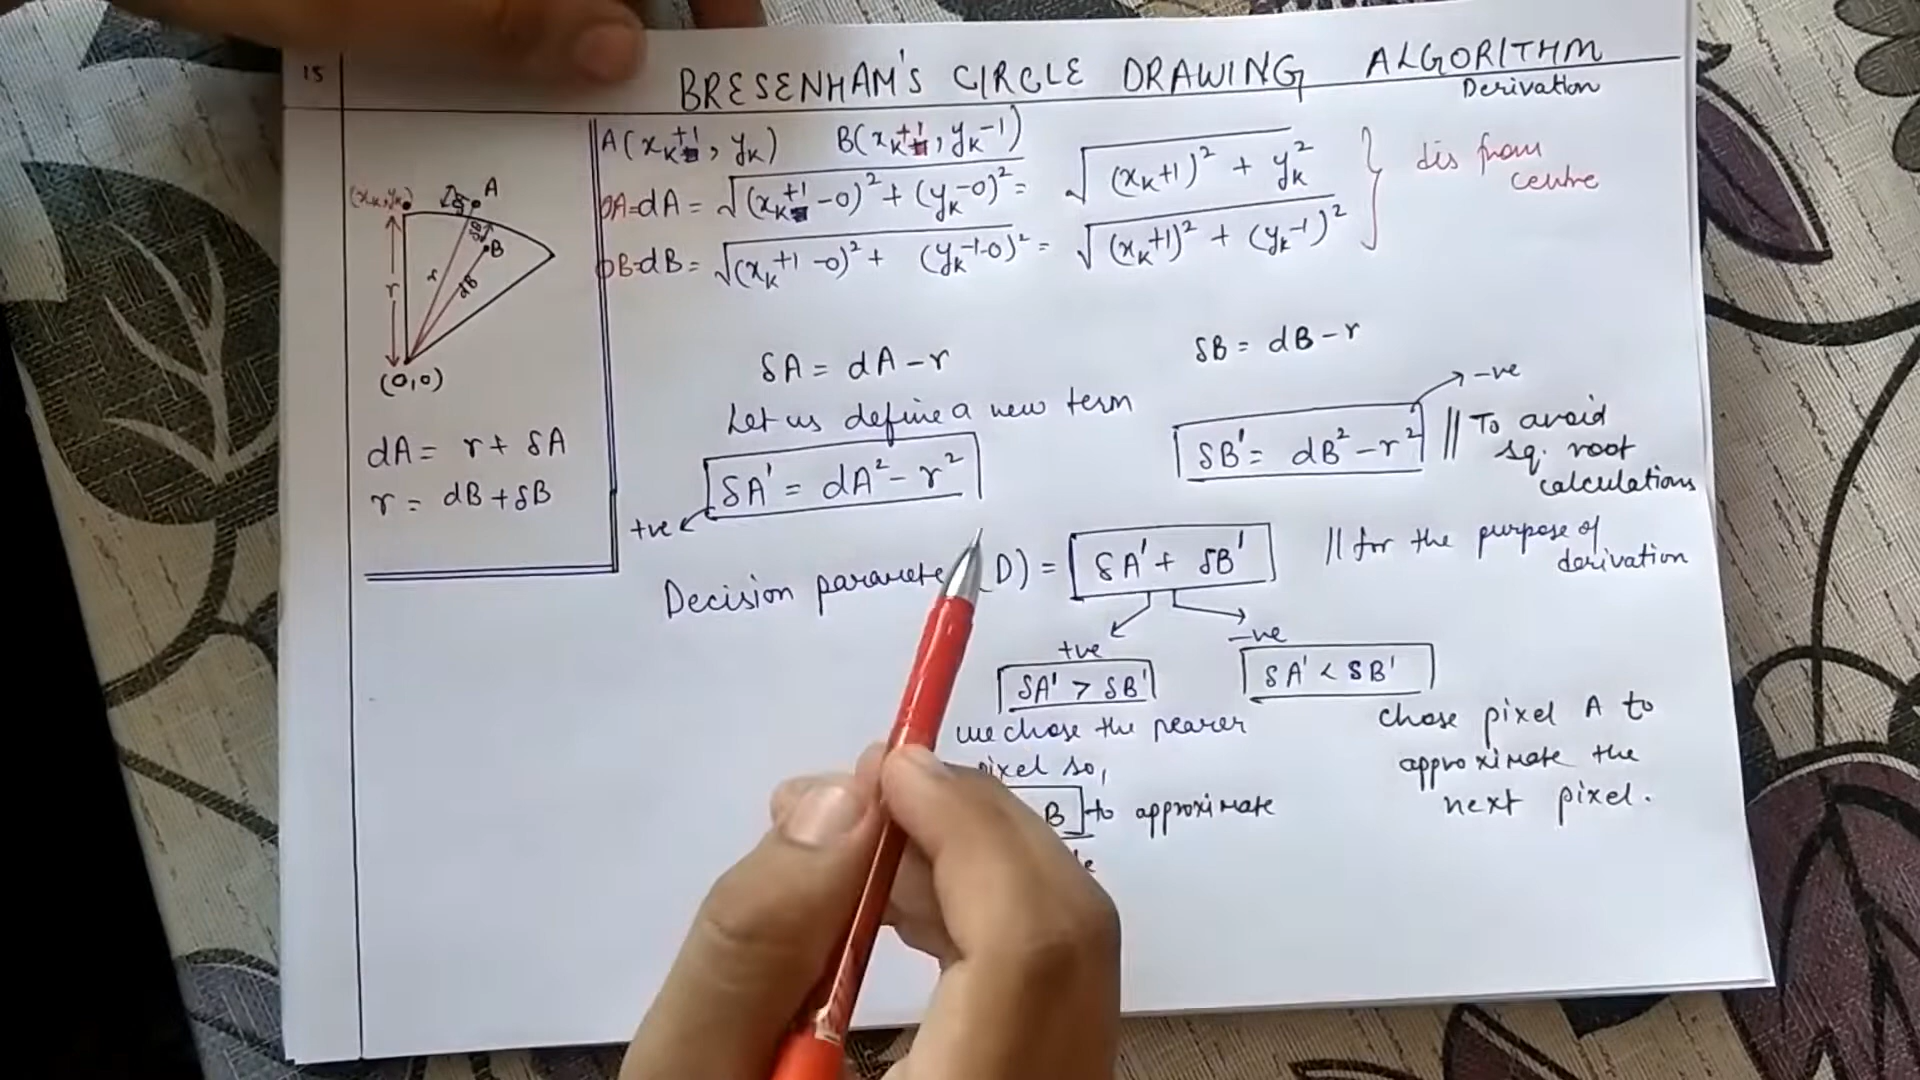 15
BRESENHAM'S CIRCLE DRAWING ALGORITHM
Derivation
A(xₖ+1, yₖ) B(xₖ+1, yₖ-1)
OA=dA = √(xₖ+1-0)² + (yₖ-0)² = √(xₖ+1)² + yₖ²
OB=dB = √(xₖ+1-0)² + (yₖ-1-0)² = √(xₖ+1)² + (yₖ-1)²
dis from
centre
(xₖ,yₖ)
A
B
r
r
dB
(0,0)
dA = r + δA
r = dB + δB
δA = dA - r
δB = dB - r
Let us define a new term
δA' = dA² - r²
+ve
δB' = dB² - r²
-ve
// To avoid
sq. root
calculations
Decision paramete (D) = δA' + δB'
// for the purpose of
derivation
+ve
δA' > δB'
we chose the nearer
pixel so,
B to approximate
-ve
δA' < δB'
chose pixel A to
approximate the
next pixel.